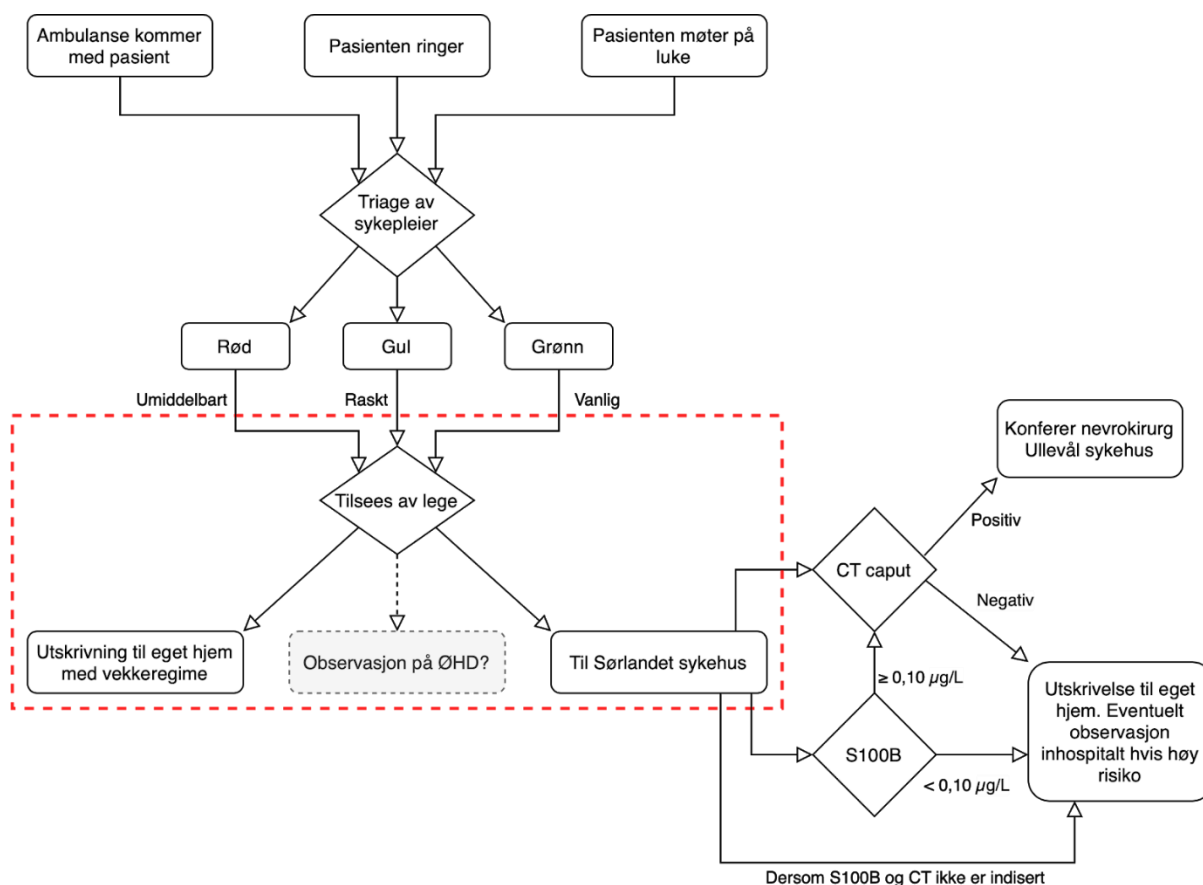 Ambulanse kommer
med pasient
Pasienten ringer
Pasienten møter på
luke
Triage av
sykepleier
Rød
Gul
Grønn
Umiddelbart
Raskt
Vanlig
Konferer nevrokirurg
Ullevål sykehus
Tilsees av lege
Positiv
CT caput
Negativ
Utskrivning til eget hjem
med vekkeregime
Observasjon på ØHD?
Til Sørlandet sykehus
≥ 0,10 µg/L
Utskrivelse til eget
hjem. Eventuelt
observasjon
inhospitalt hvis høy
risiko
S100B
< 0,10 µg/L
Dersom S100B og CT ikke er indisert